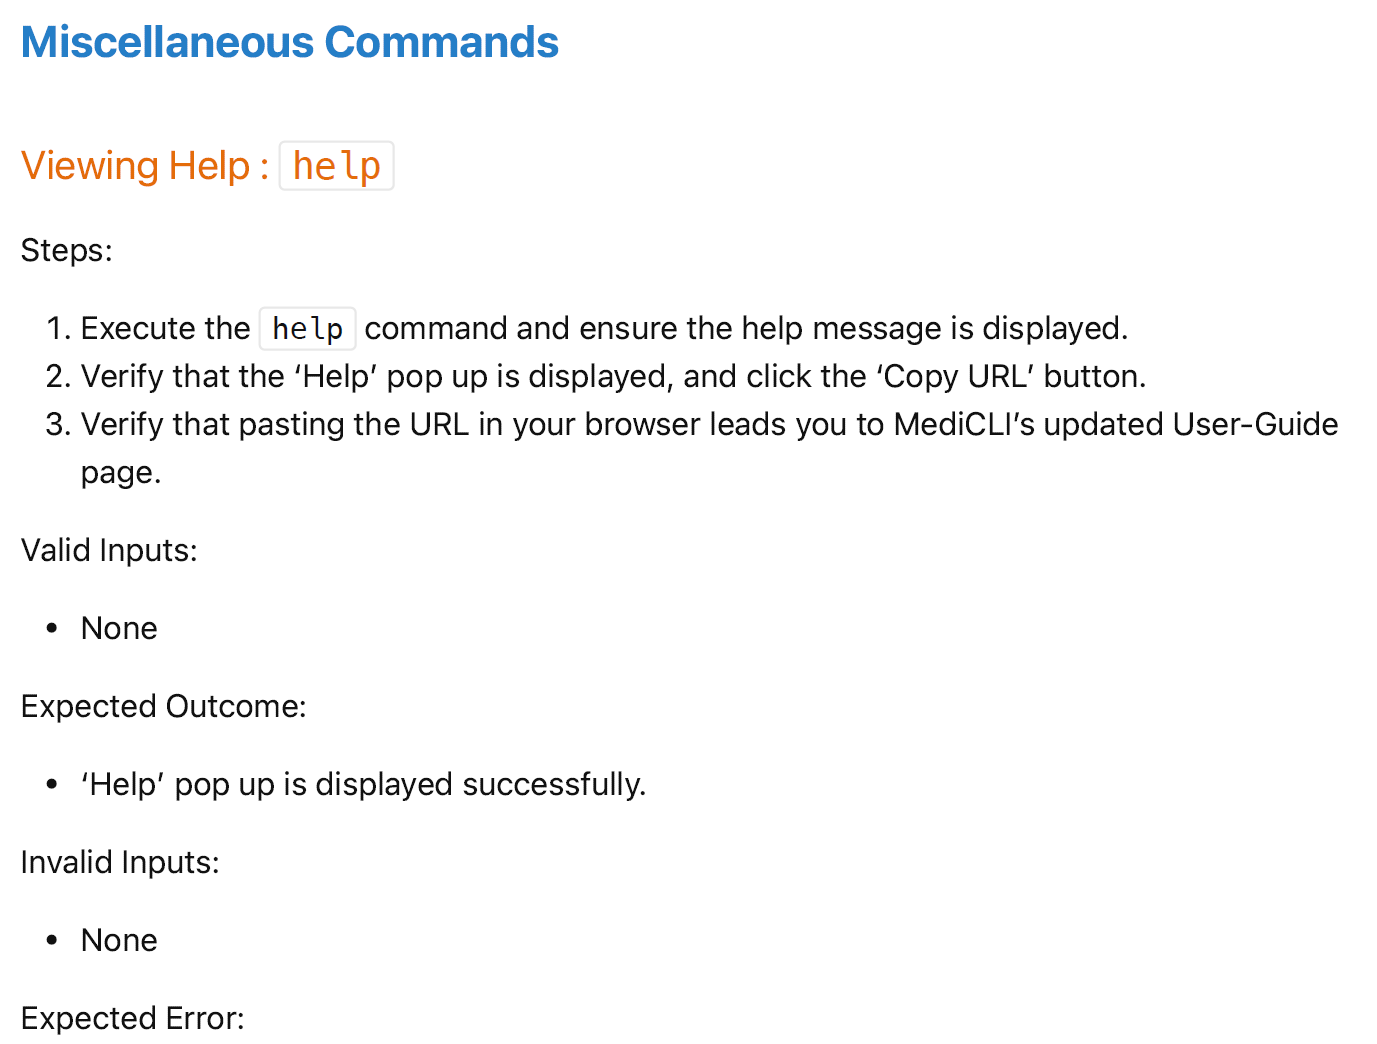 Miscellaneous Commands
Viewing Help : help
Steps:
1. Execute the help command and ensure the help message is displayed.
2. Verify that the ‘Help’ pop up is displayed, and click the ‘Copy URL’ button.
3. Verify that pasting the URL in your browser leads you to MediCLI’s updated User-Guide
page.
Valid Inputs:
• None
Expected Outcome:
• ‘Help’ pop up is displayed successfully.
Invalid Inputs:
• None
Expected Error: